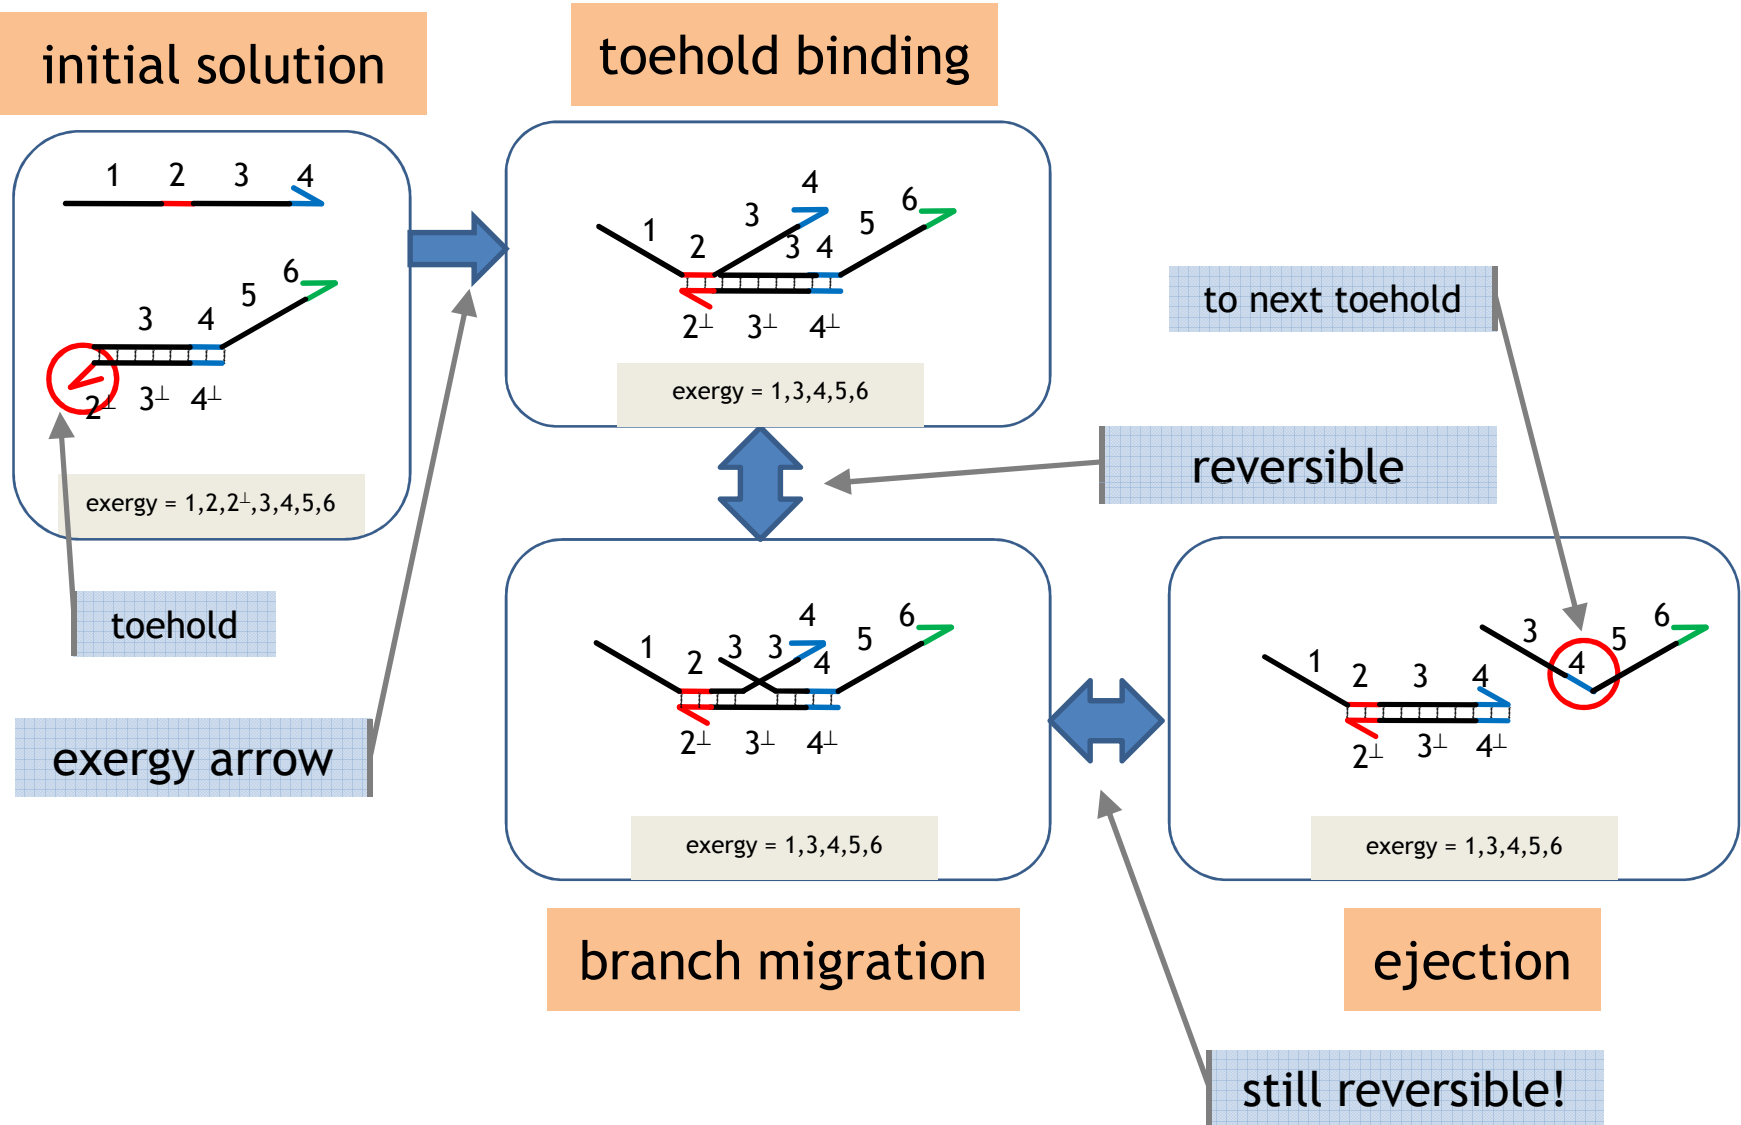 initial solution
toehold binding
1 2 3 4
6
5
3 4
2⊥ 3⊥ 4⊥
exergy = 1,2,2⊥,3,4,5,6
4
6
3 5
1
2 3 4
2⊥ 3⊥ 4⊥
exergy = 1,3,4,5,6
to next toehold
reversible
toehold
exergy arrow
4 6
1 3 3 5
2 4
2⊥ 3⊥ 4⊥
exergy = 1,3,4,5,6
6
3 5
1 4
2 3 4
2⊥ 3⊥ 4⊥
exergy = 1,3,4,5,6
branch migration
ejection
still reversible!